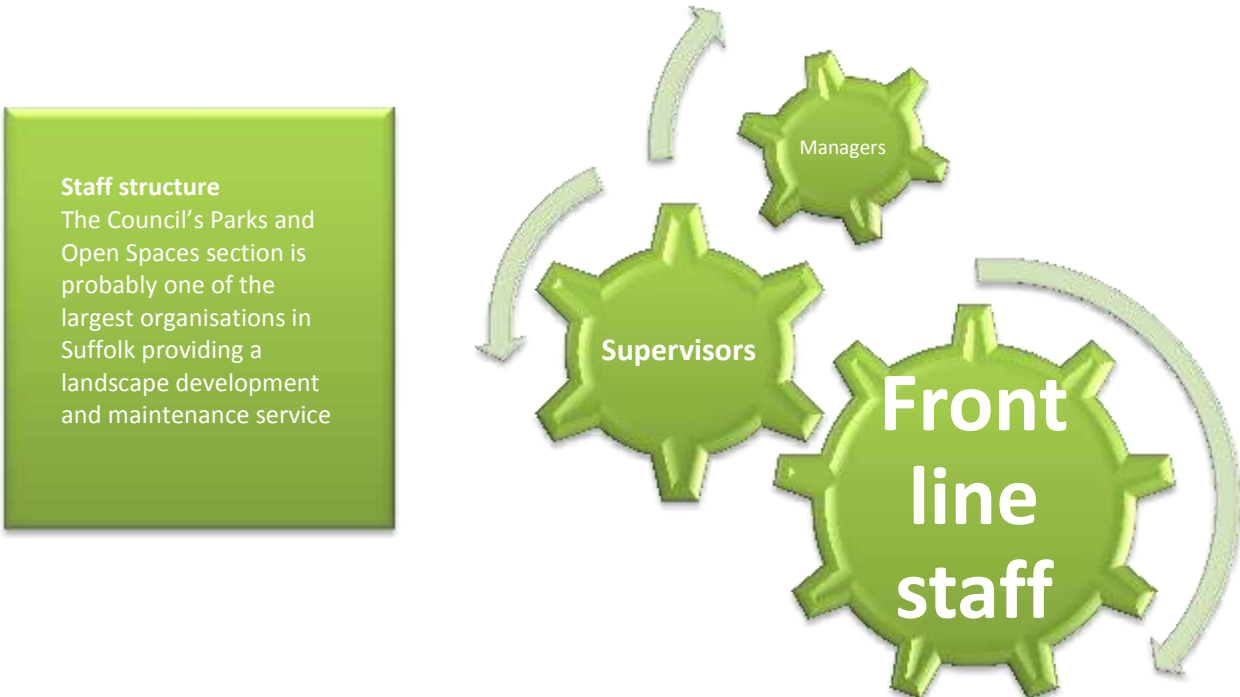 Staff structure
The Council’s Parks and
Open Spaces section is
probably one of the
largest organisations in
Suffolk providing a
landscape development
and maintenance service
Managers
Supervisors
Front
line
staff